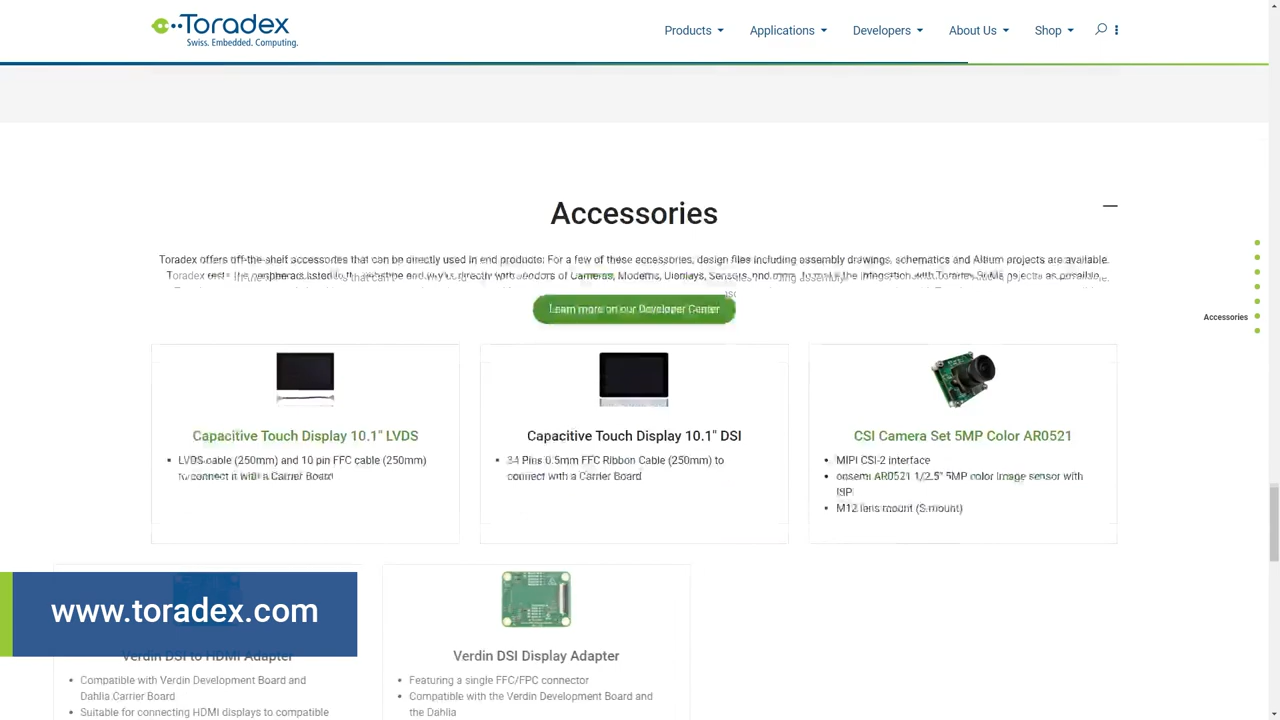 Toradex
Swiss. Embedded. Computing.
Products
Applications
Developers
About Us
Shop
Accessories
Toradex offers off-the-shelf accessories that can be directly used in end products. For a few of these accessories, design files including assembly drawings, schematics and Altium projects are available.
Learn more on our Developer Center
Accessories
Capacitive Touch Display 10.1" LVDS
LVDS cable (250mm) and 10 pin FFC cable (250mm)
to connect it with a Carrier Board
Capacitive Touch Display 10.1" DSI
34 Pins 0.5mm FFC Ribbon Cable (250mm) to
connect with a Carrier Board
CSI Camera Set 5MP Color AR0521
MIPI CSI-2 interface
onsemi AR0521 1/2.5" 5MP color image sensor with
ISP
M12 lens mount (S-mount)
www.toradex.com
Verdin DSI to HDMI Adapter
Compatible with Verdin Development Board and
Dahlia Carrier Board
Suitable for connecting HDMI displays to compatible
Verdin DSI Display Adapter
Featuring a single FFC/FPC connector
Compatible with the Verdin Development Board and
the Dahlia